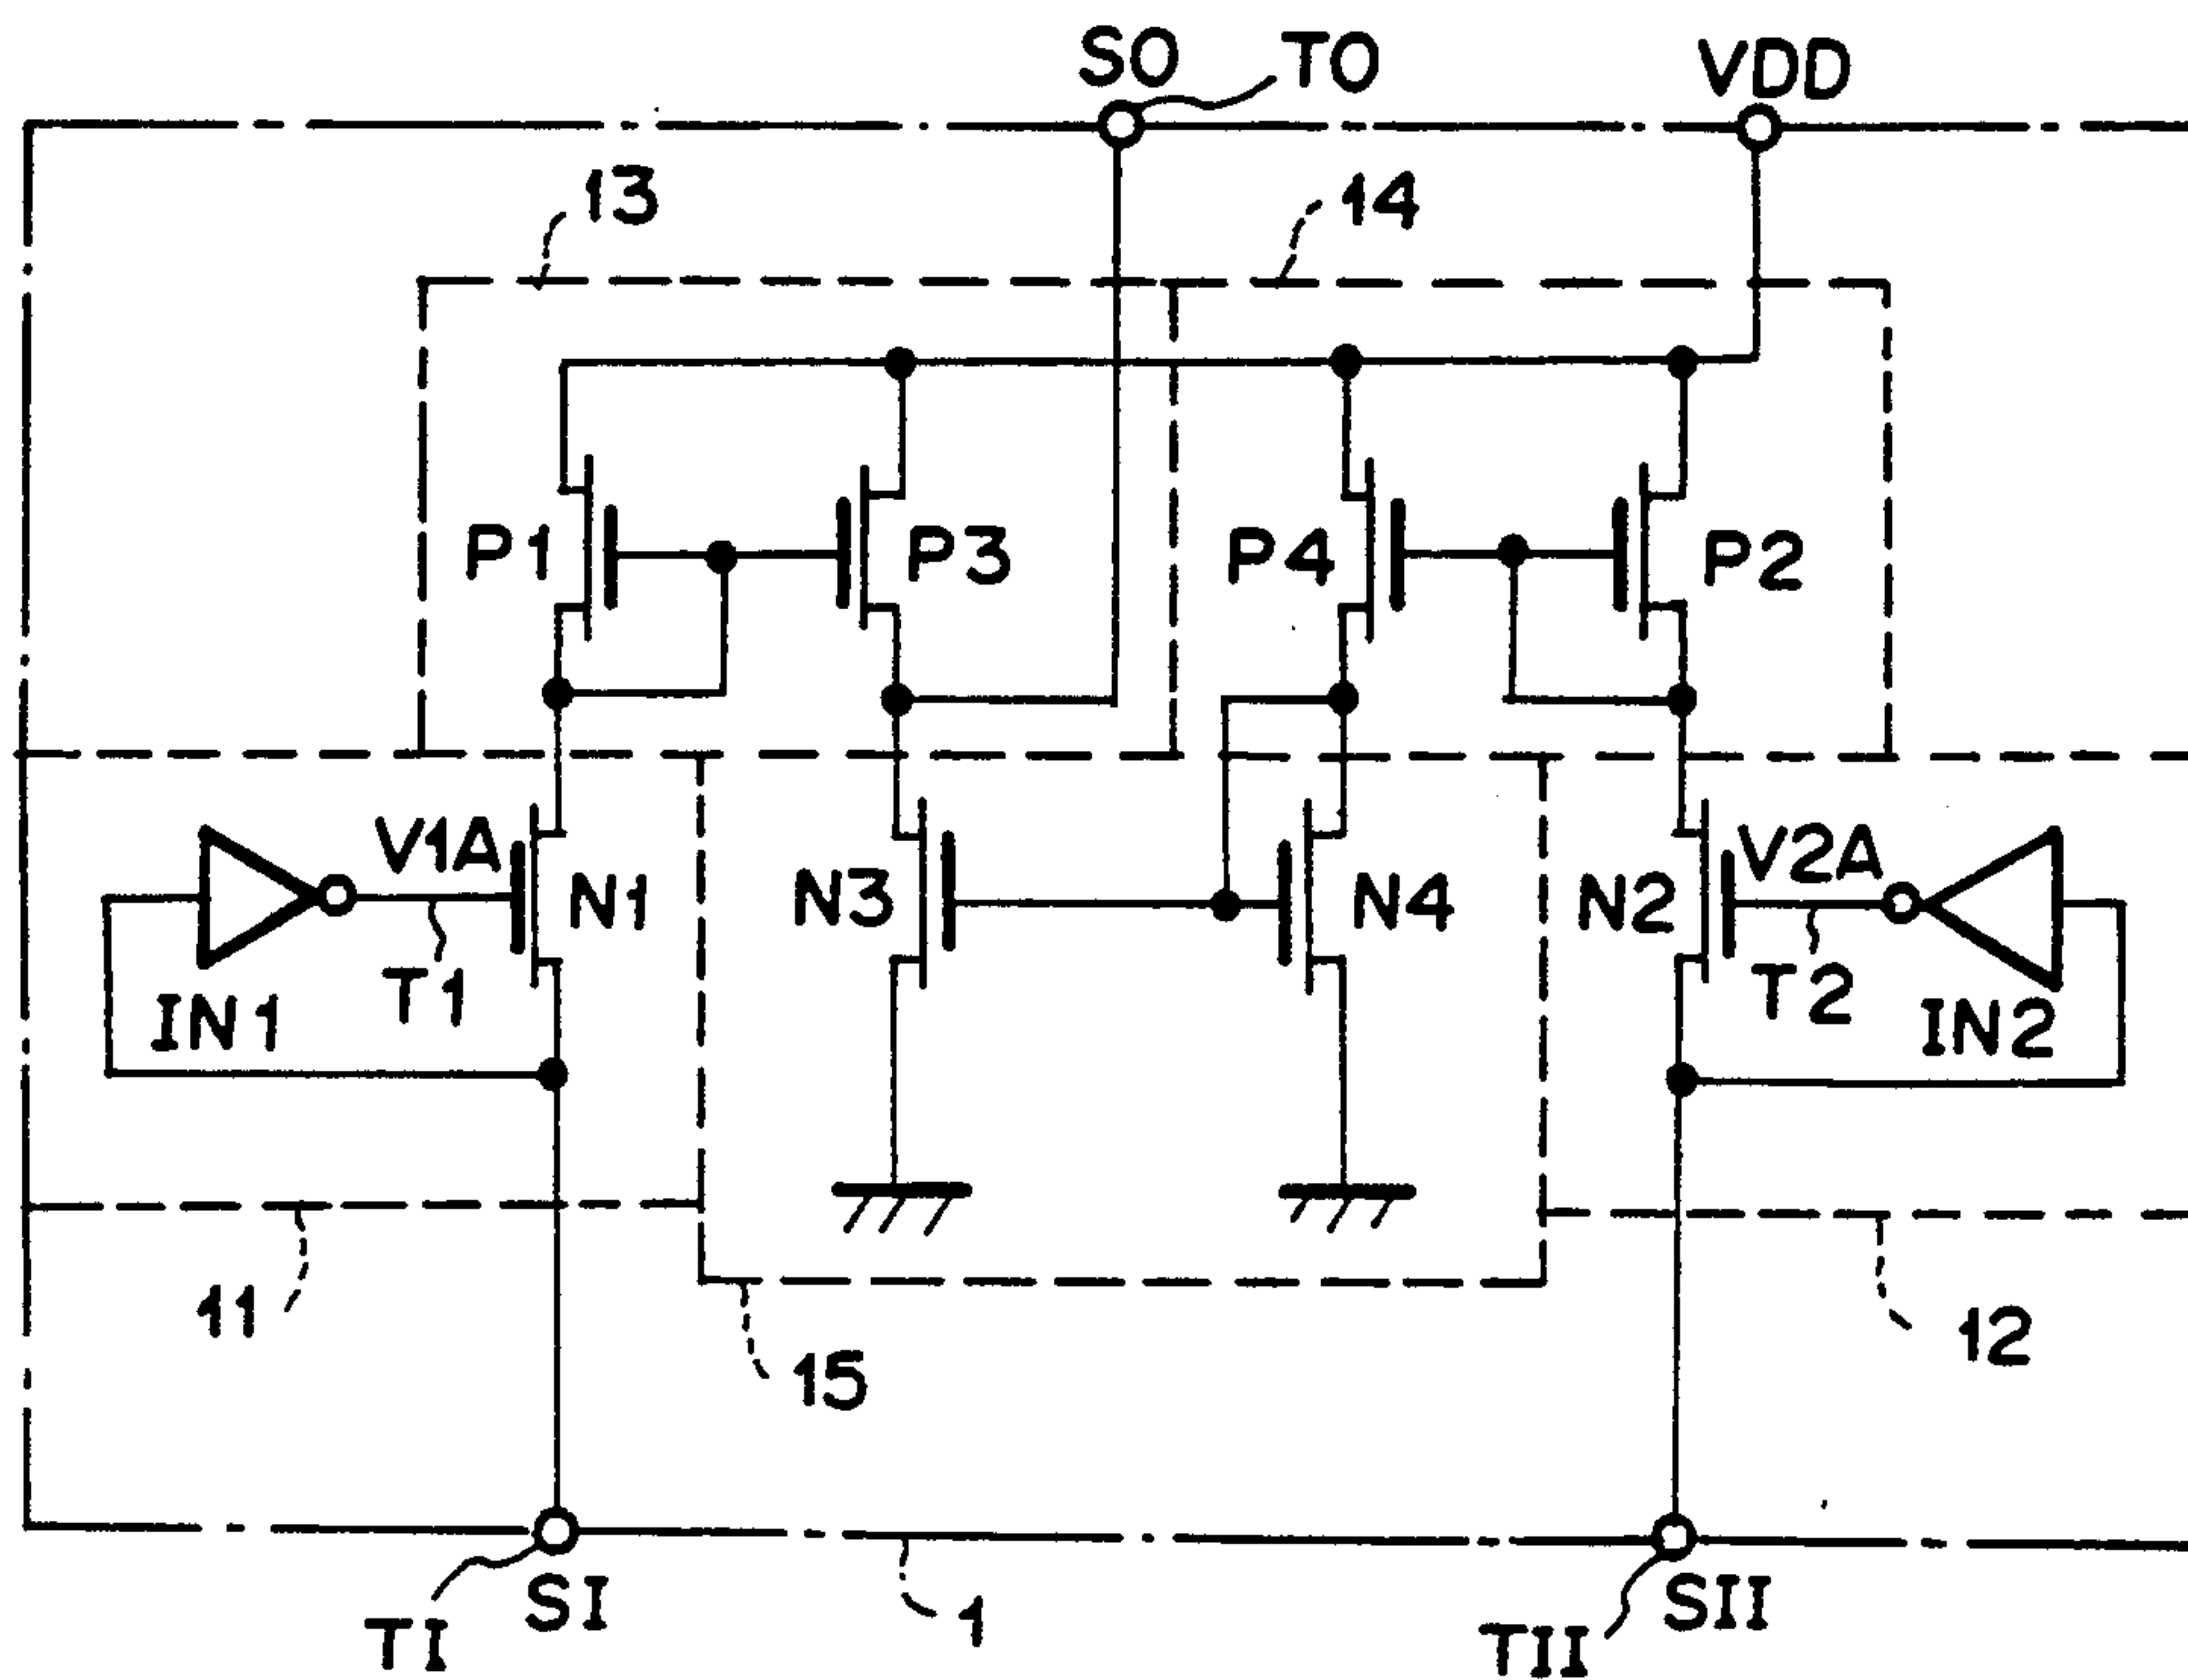 SO TO VDD
13 14
P1 P3 P4 P2
V1A N1 N3 N4 N2 V2A
IN1 T1 T2 IN2
11 15 12
TI SI 1 TII SII